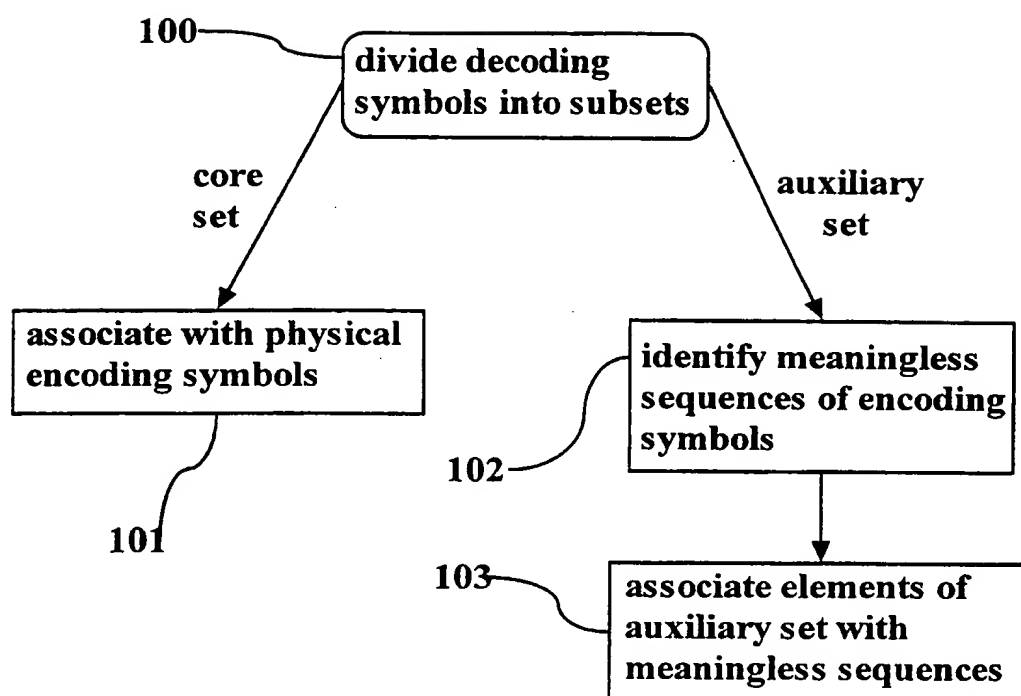 100
divide decoding
symbols into subsets
core
set
auxiliary
set
associate with physical
encoding symbols
101
identify meaningless
sequences of encoding
symbols
102
103
associate elements of
auxiliary set with
meaningless sequences